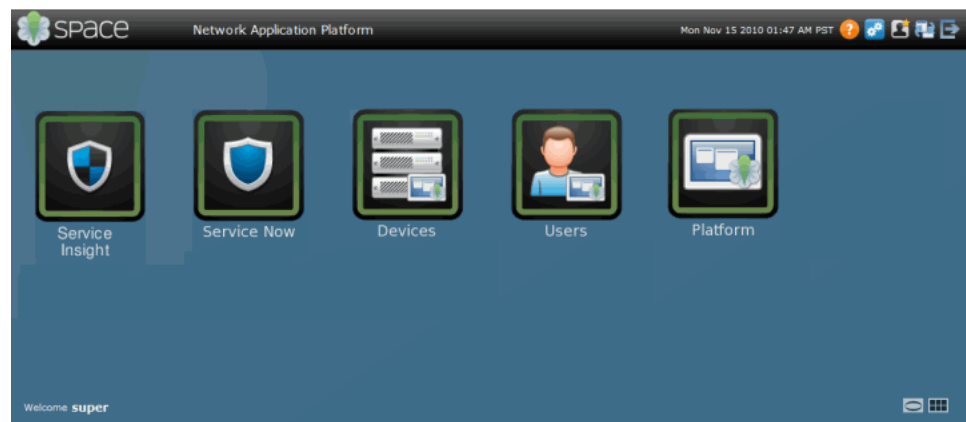 space
Network Application Platform
Mon Nov 15 2010 01:47 AM PST
?
Service
Insight
Service Now
Devices
Users
Platform
Welcome super